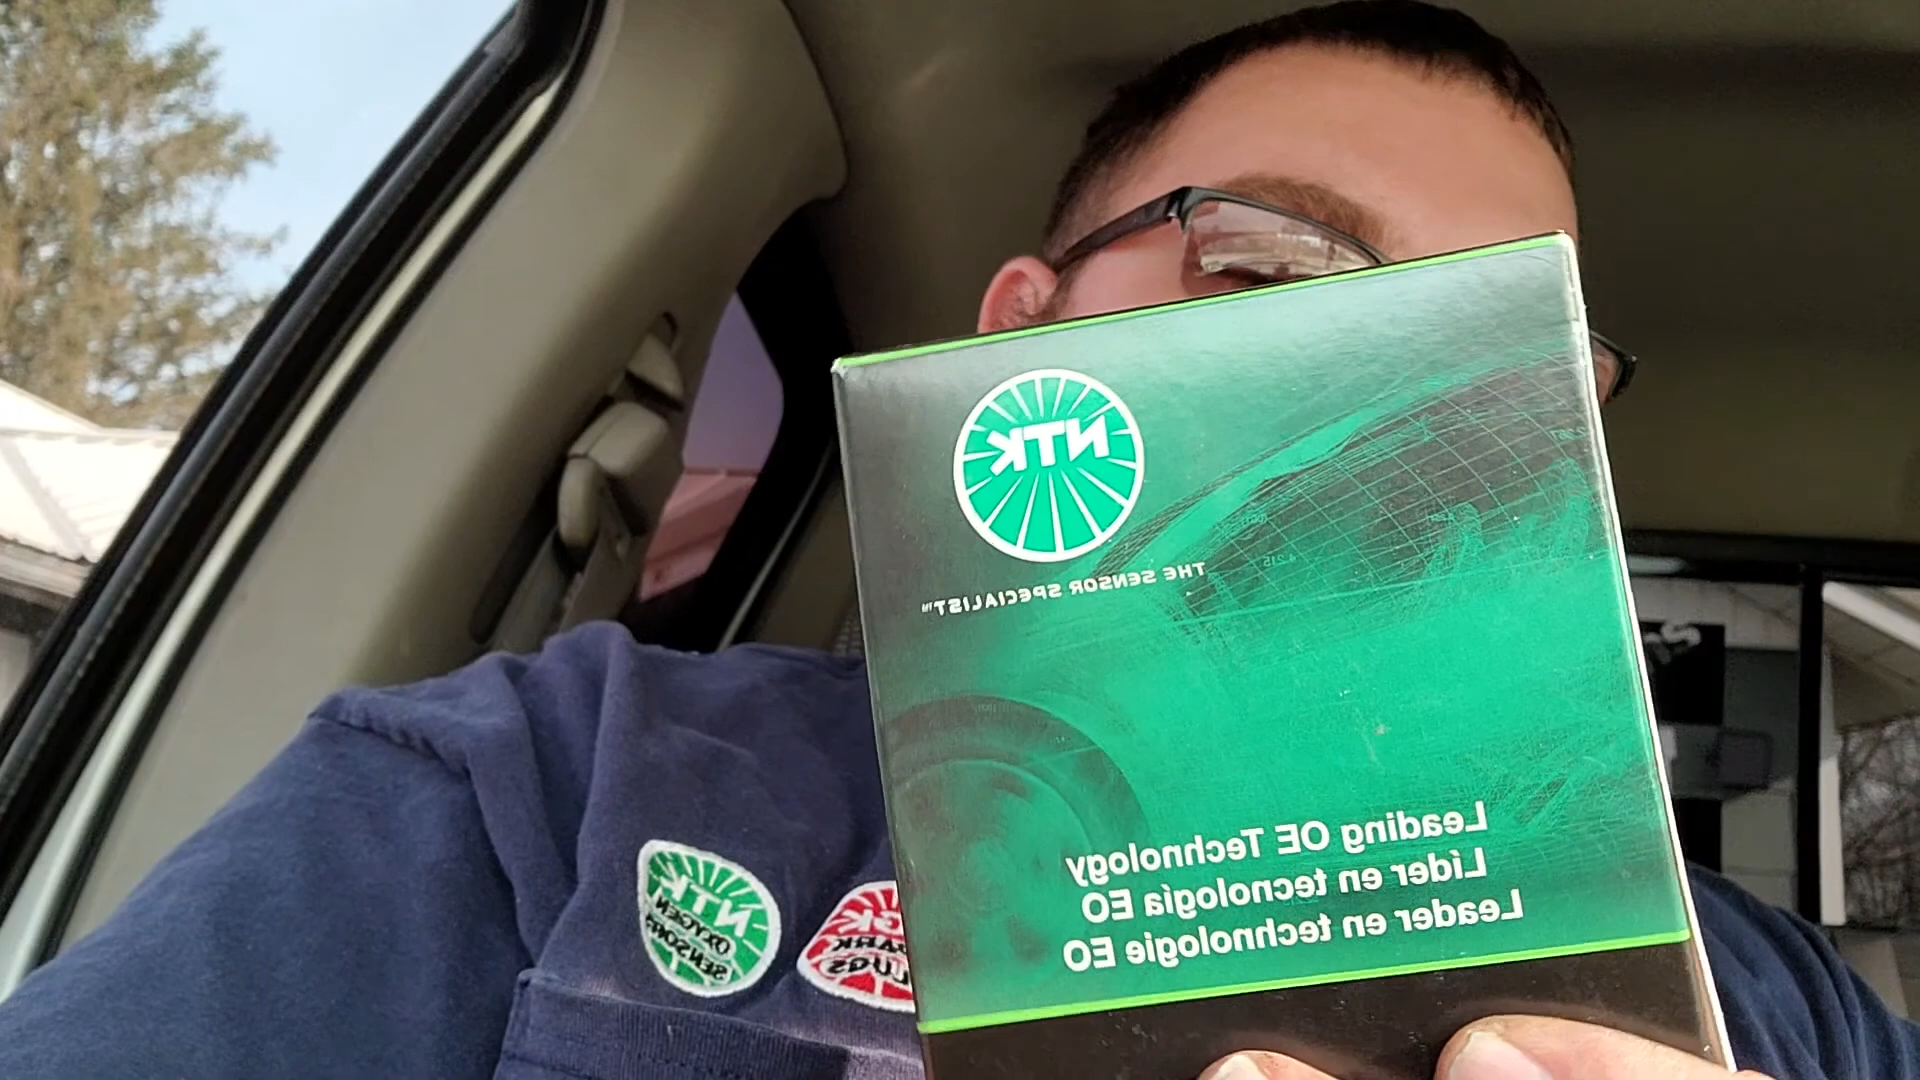 NTK
THE SENSOR SPECIALIST™
Leading OE Technology
Líder en tecnología EO
Leader en technologie EO
NTK
OXYGEN
SENSORS